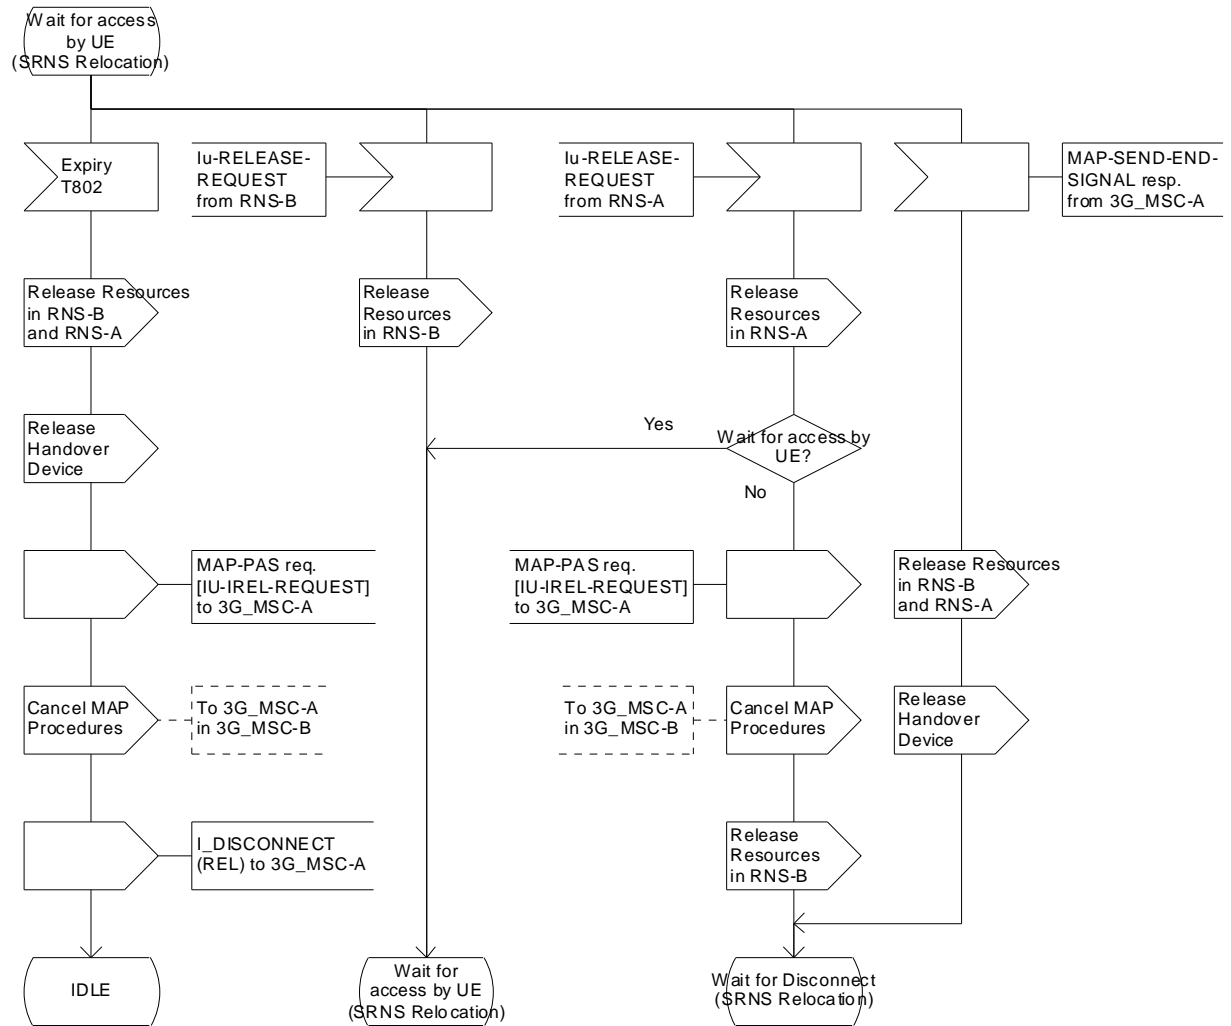 Wait for access
by UE
(SRNS Relocation)
Expiry
T802
Iu-RELEASE-
REQUEST
from RNS-B
Iu-RELEASE-
REQUEST
from RNS-A
MAP-SEND-END-
SIGNAL resp.
from 3G_MSC-A
Release Resources
in RNS-B
and RNS-A
Release
Resources
in RNS-B
Release
Resources
in RNS-A
Release
Handover
Device
Yes
Wait for access by
UE?
No
MAP-PAS req.
[IU-IREL-REQUEST]
to 3G_MSC-A
MAP-PAS req.
[IU-IREL-REQUEST]
to 3G_MSC-A
Release Resources
in RNS-B
and RNS-A
Cancel MAP
Procedures
To 3G_MSC-A
in 3G_MSC-B
To 3G_MSC-A
in 3G_MSC-B
Cancel MAP
Procedures
Release
Handover
Device
I_DISCONNECT
(REL) to 3G_MSC-A
Release
Resources
in RNS-B
IDLE
Wait for
access by UE
(SRNS Relocation)
Wait for Disconnect
(SRNS Relocation)